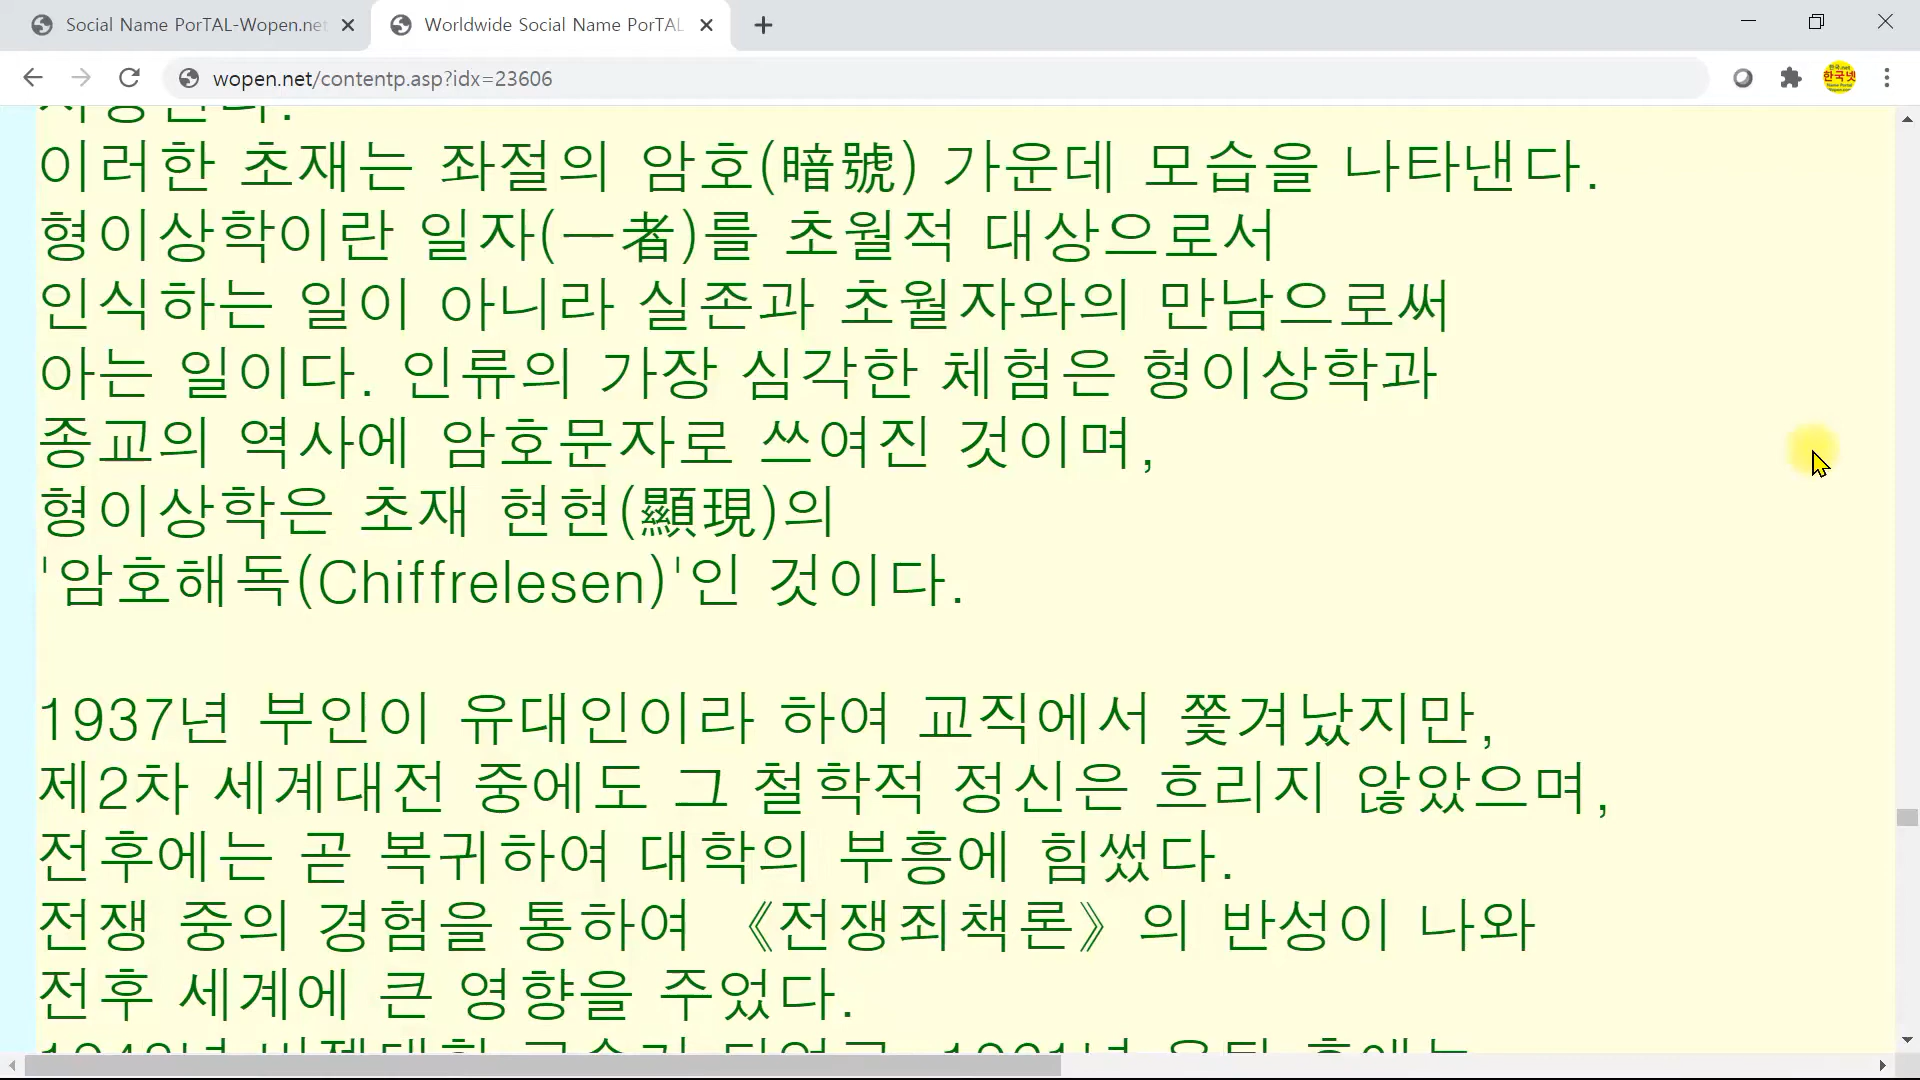 Social Name PorTAL-Wopen.net
Worldwide Social Name PorTAL
wopen.net/contentp.asp?idx=23606
한국넷
이러한 초재는 좌절의 암호(暗號) 가운데 모습을 나타낸다.
형이상학이란 일자(一者)를 초월적 대상으로서
인식하는 일이 아니라 실존과 초월자와의 만남으로써
아는 일이다. 인류의 가장 심각한 체험은 형이상학과
종교의 역사에 암호문자로 쓰여진 것이며,
형이상학은 초재 현현(顯現)의
'암호해독(Chiffrelesen)'인 것이다.
1937년 부인이 유대인이라 하여 교직에서 쫓겨났지만,
제2차 세계대전 중에도 그 철학적 정신은 흐리지 않았으며,
전후에는 곧 복귀하여 대학의 부흥에 힘썼다.
전쟁 중의 경험을 통하여 《전쟁죄책론》의 반성이 나와
전후 세계에 큰 영향을 주었다.